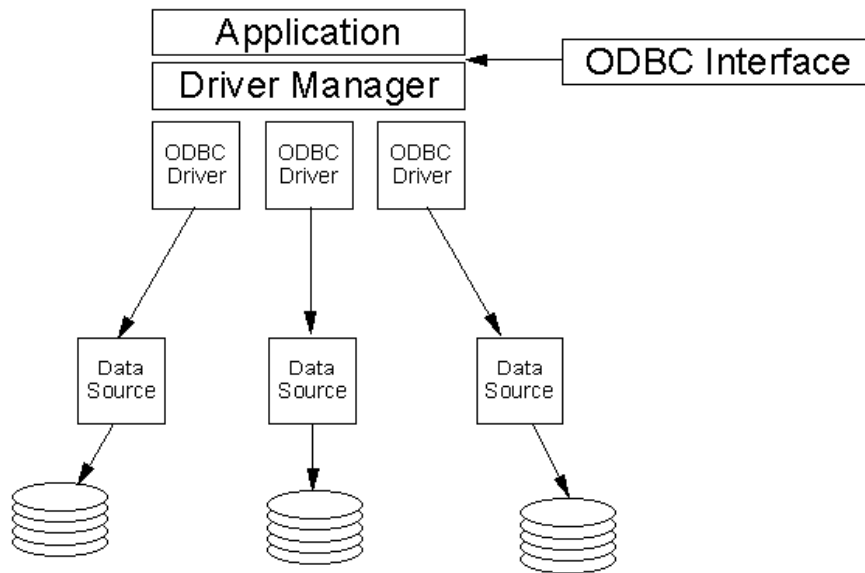 Application
ODBC Interface
Driver Manager
ODBC
Driver
ODBC
Driver
ODBC
Driver
Data
Source
Data
Source
Data
Source